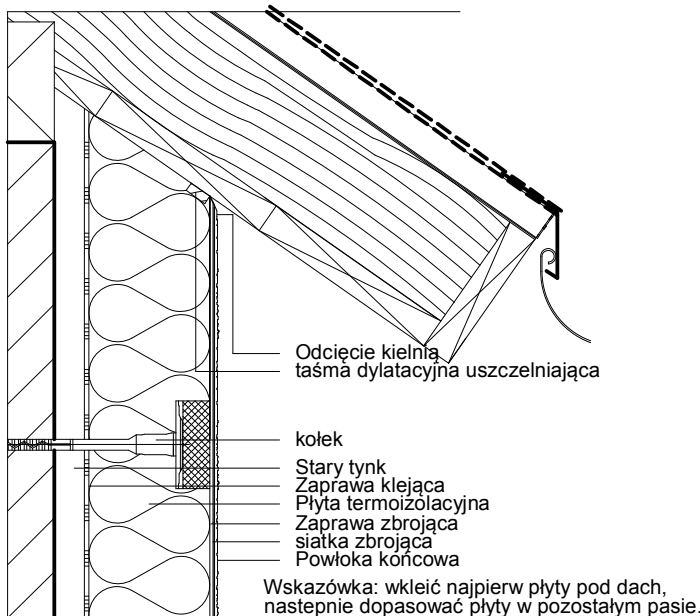 Odcięcie kielnią
taśma dylatacyjna uszczelniająca
kołek
Stary tynk
Zaprawa klejąca
Płyta termoizolacyjna
Zaprawa zbrojąca
siatka zbrojąca
Powłoka końcowa
Wskazówka: wkleić najpierw płyty pod dach,
nastepnie dopasować płyty w pozostałym pasie.